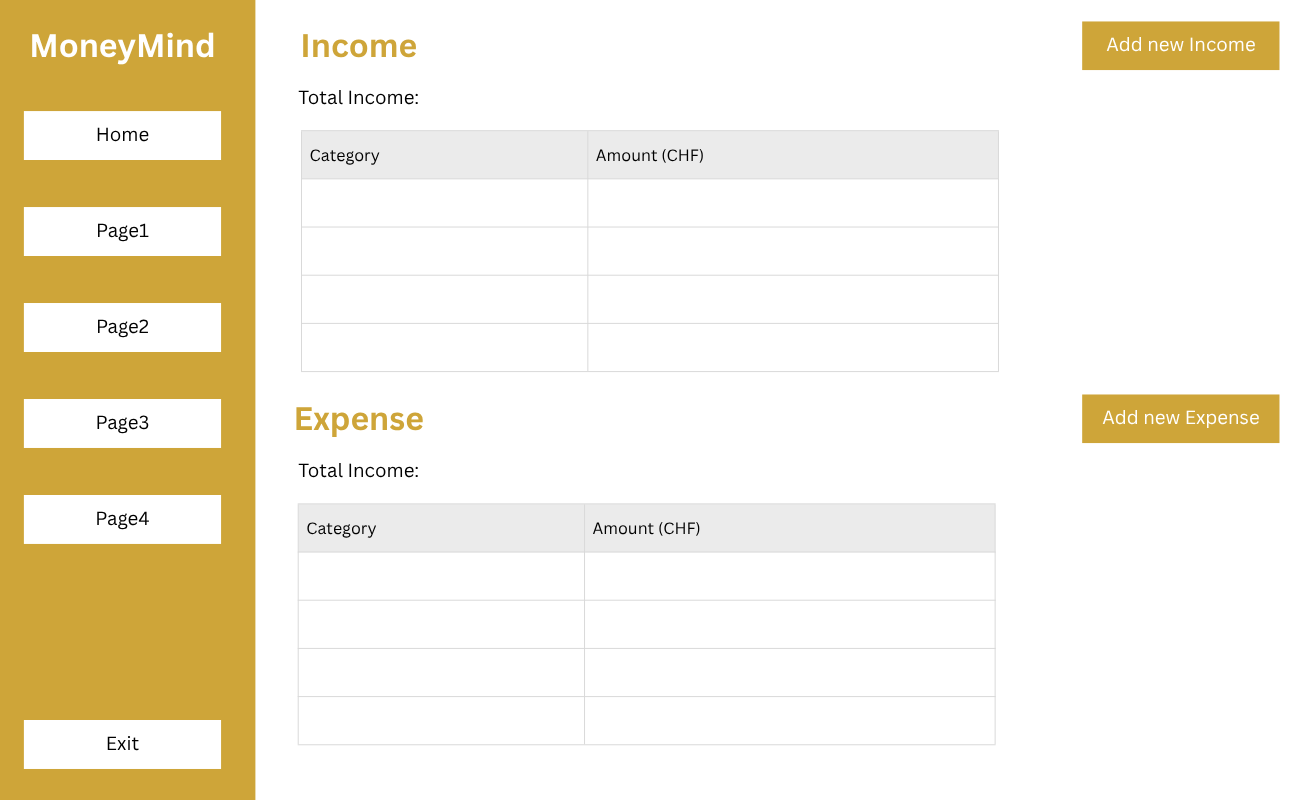 MoneyMind
Home
Page1
Page2
Page3
Page4
Exit
Income
Add new Income
Total Income:
Category Amount (CHF)
Expense
Add new Expense
Total Income:
Category Amount (CHF)